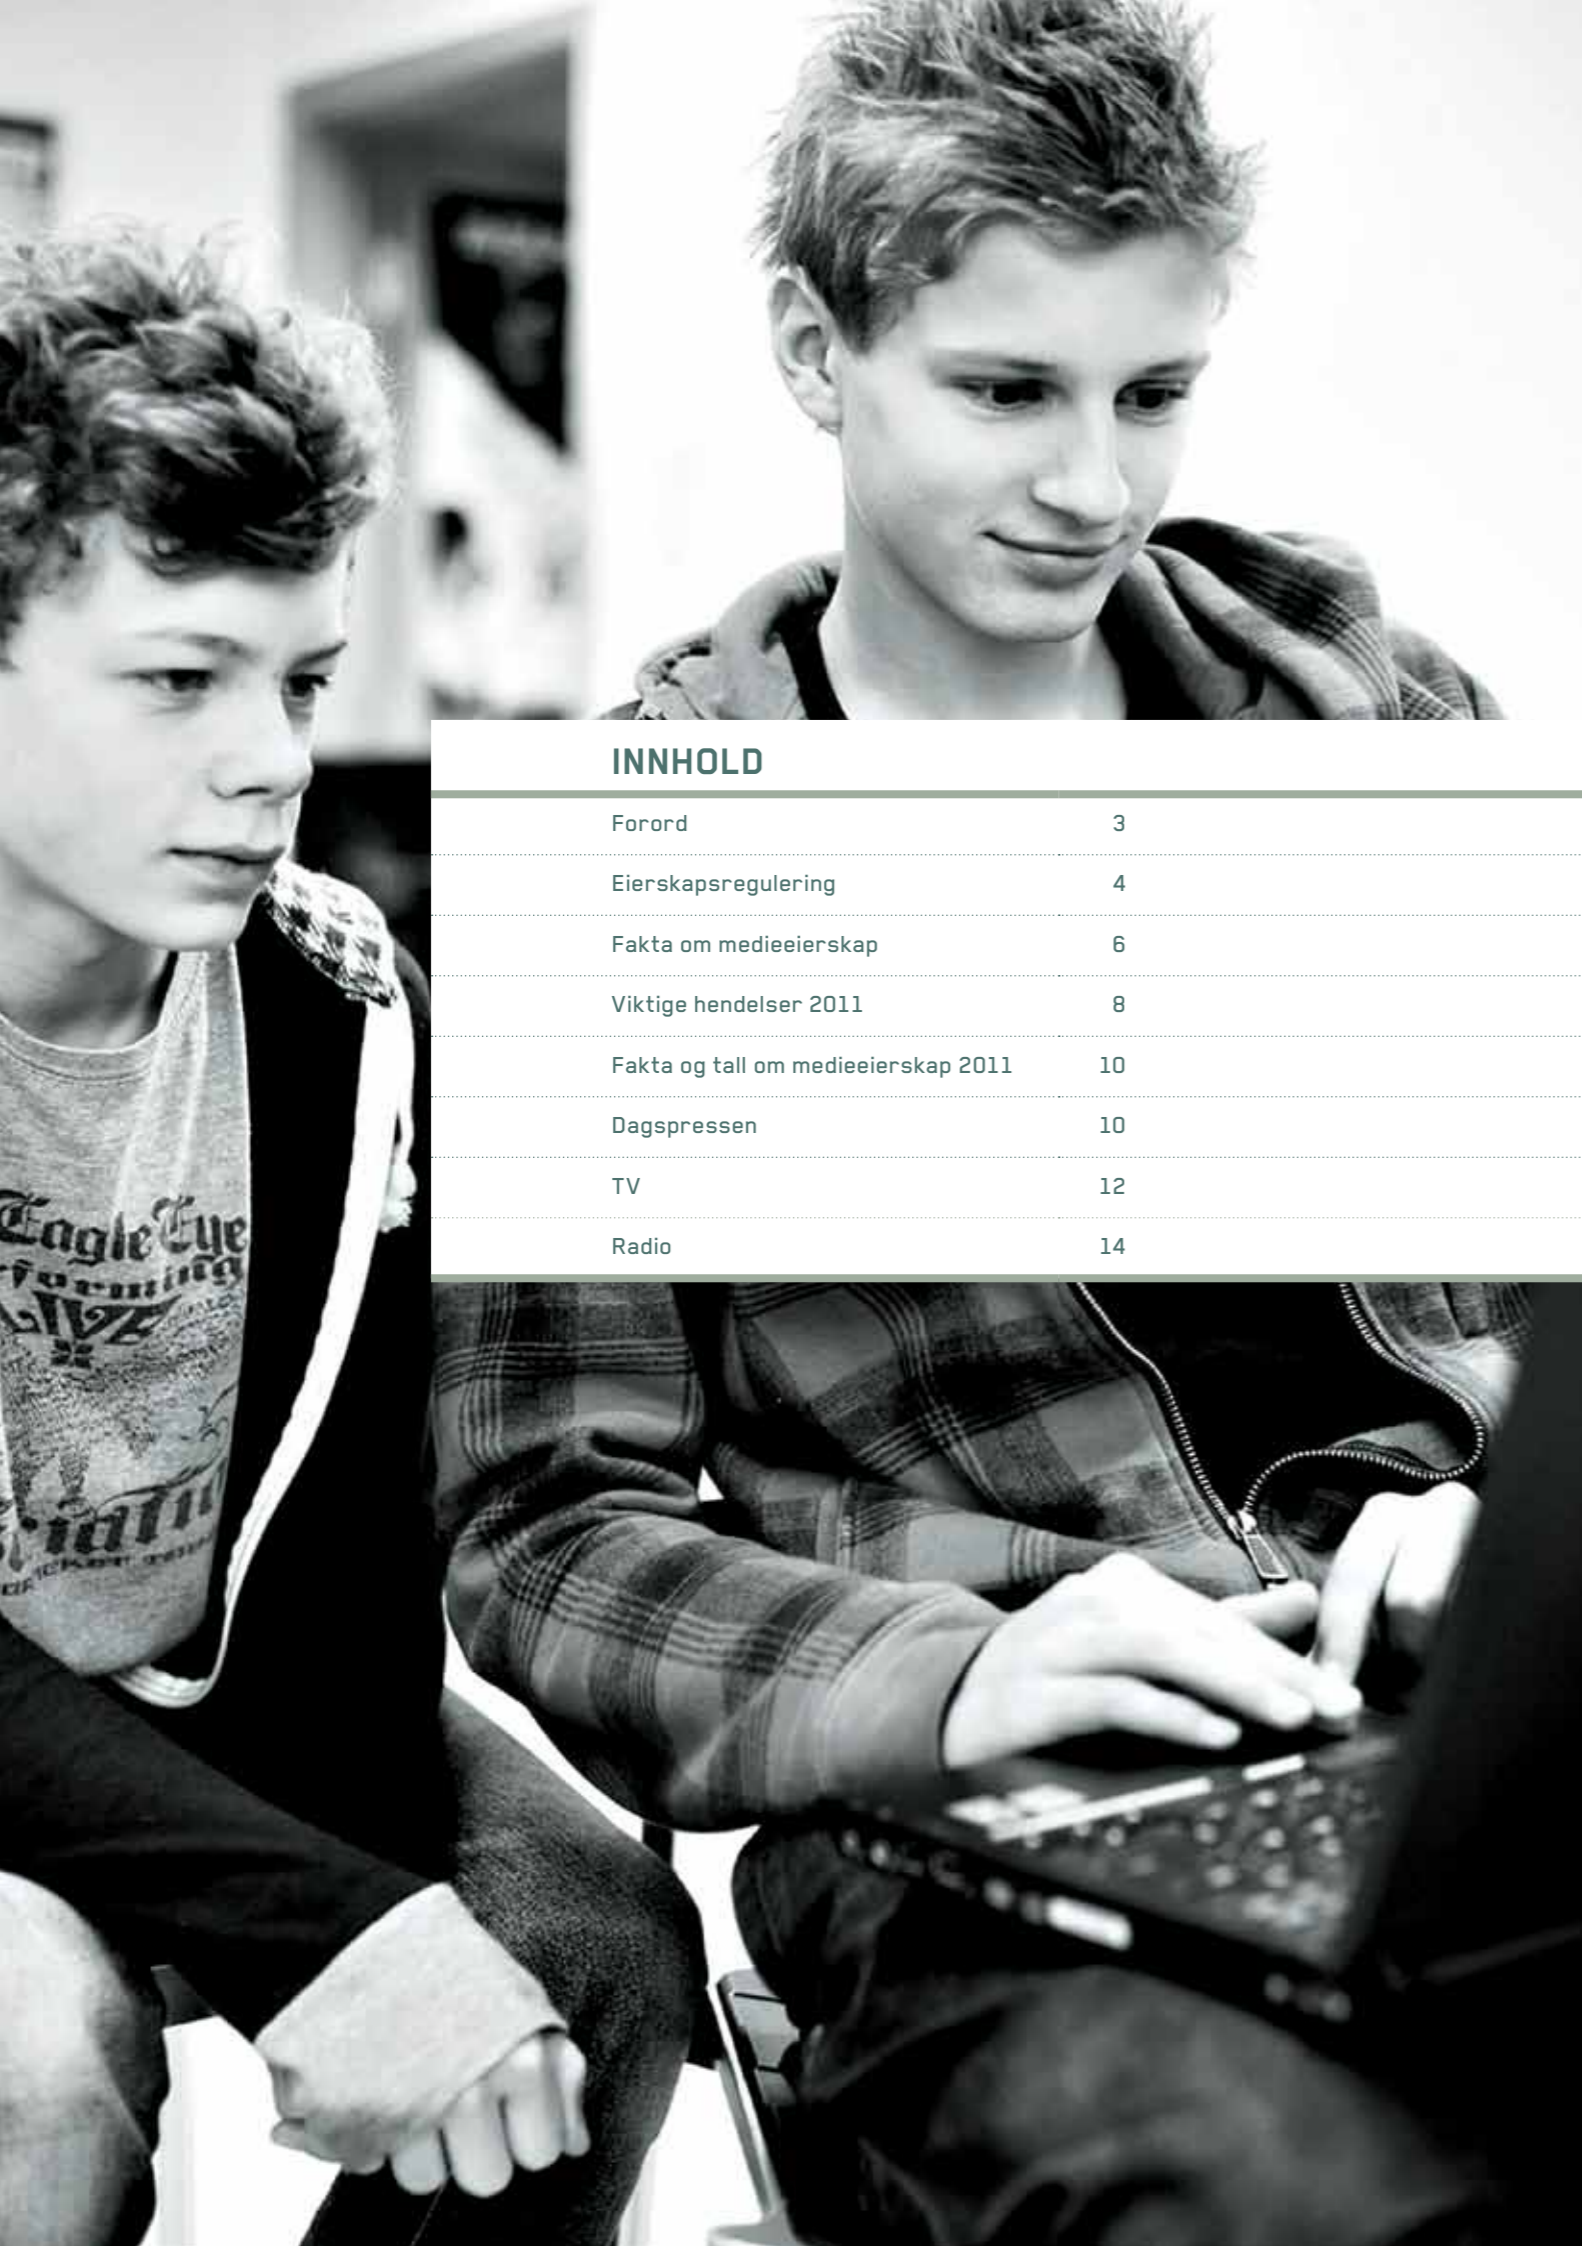 INNHOLD
Forord 3
Eierskapsregulering 4
Fakta om medieeierskap 6
Viktige hendelser 2011 8
Fakta og tall om medieeierskap 2011 10
Dagspressen 10
TV 12
Radio 14
Eagle Eye
LIVE